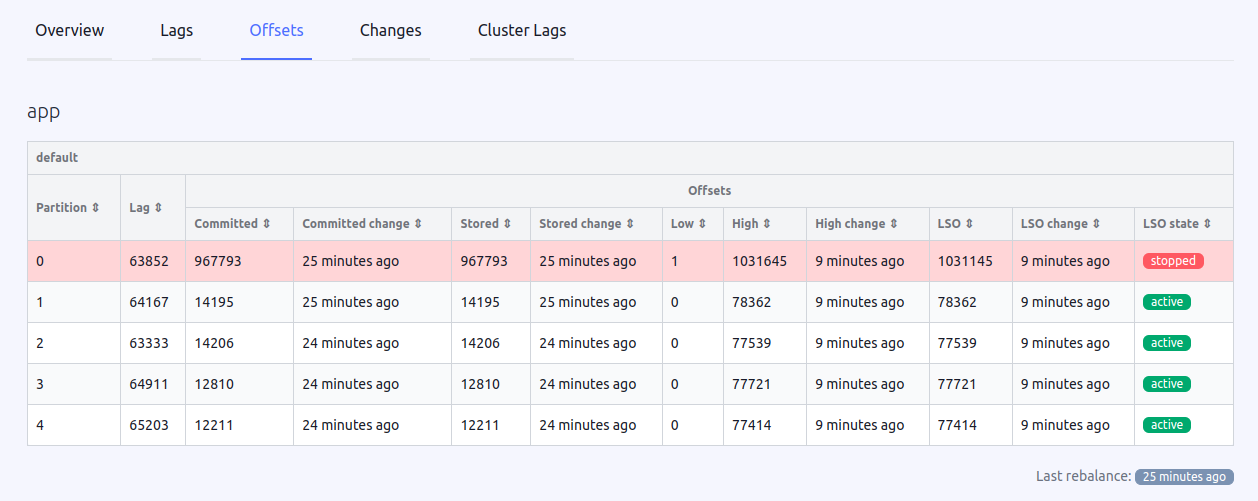 Overview Lags Offsets Changes Cluster Lags
app
default
Partition ⇕ Lag ⇕ Offsets
Committed ⇕ Committed change ⇕ Stored ⇕ Stored change ⇕ Low ⇕ High ⇕ High change ⇕ LSO ⇕ LSO change ⇕ LSO state ⇕
0 63852 967793 25 minutes ago 967793 25 minutes ago 1 1031645 9 minutes ago 1031145 9 minutes ago stopped
1 64167 14195 25 minutes ago 14195 25 minutes ago 0 78362 9 minutes ago 78362 9 minutes ago active
2 63333 14206 24 minutes ago 14206 24 minutes ago 0 77539 9 minutes ago 77539 9 minutes ago active
3 64911 12810 24 minutes ago 12810 24 minutes ago 0 77721 9 minutes ago 77721 9 minutes ago active
4 65203 12211 24 minutes ago 12211 24 minutes ago 0 77414 9 minutes ago 77414 9 minutes ago active
Last rebalance: 25 minutes ago